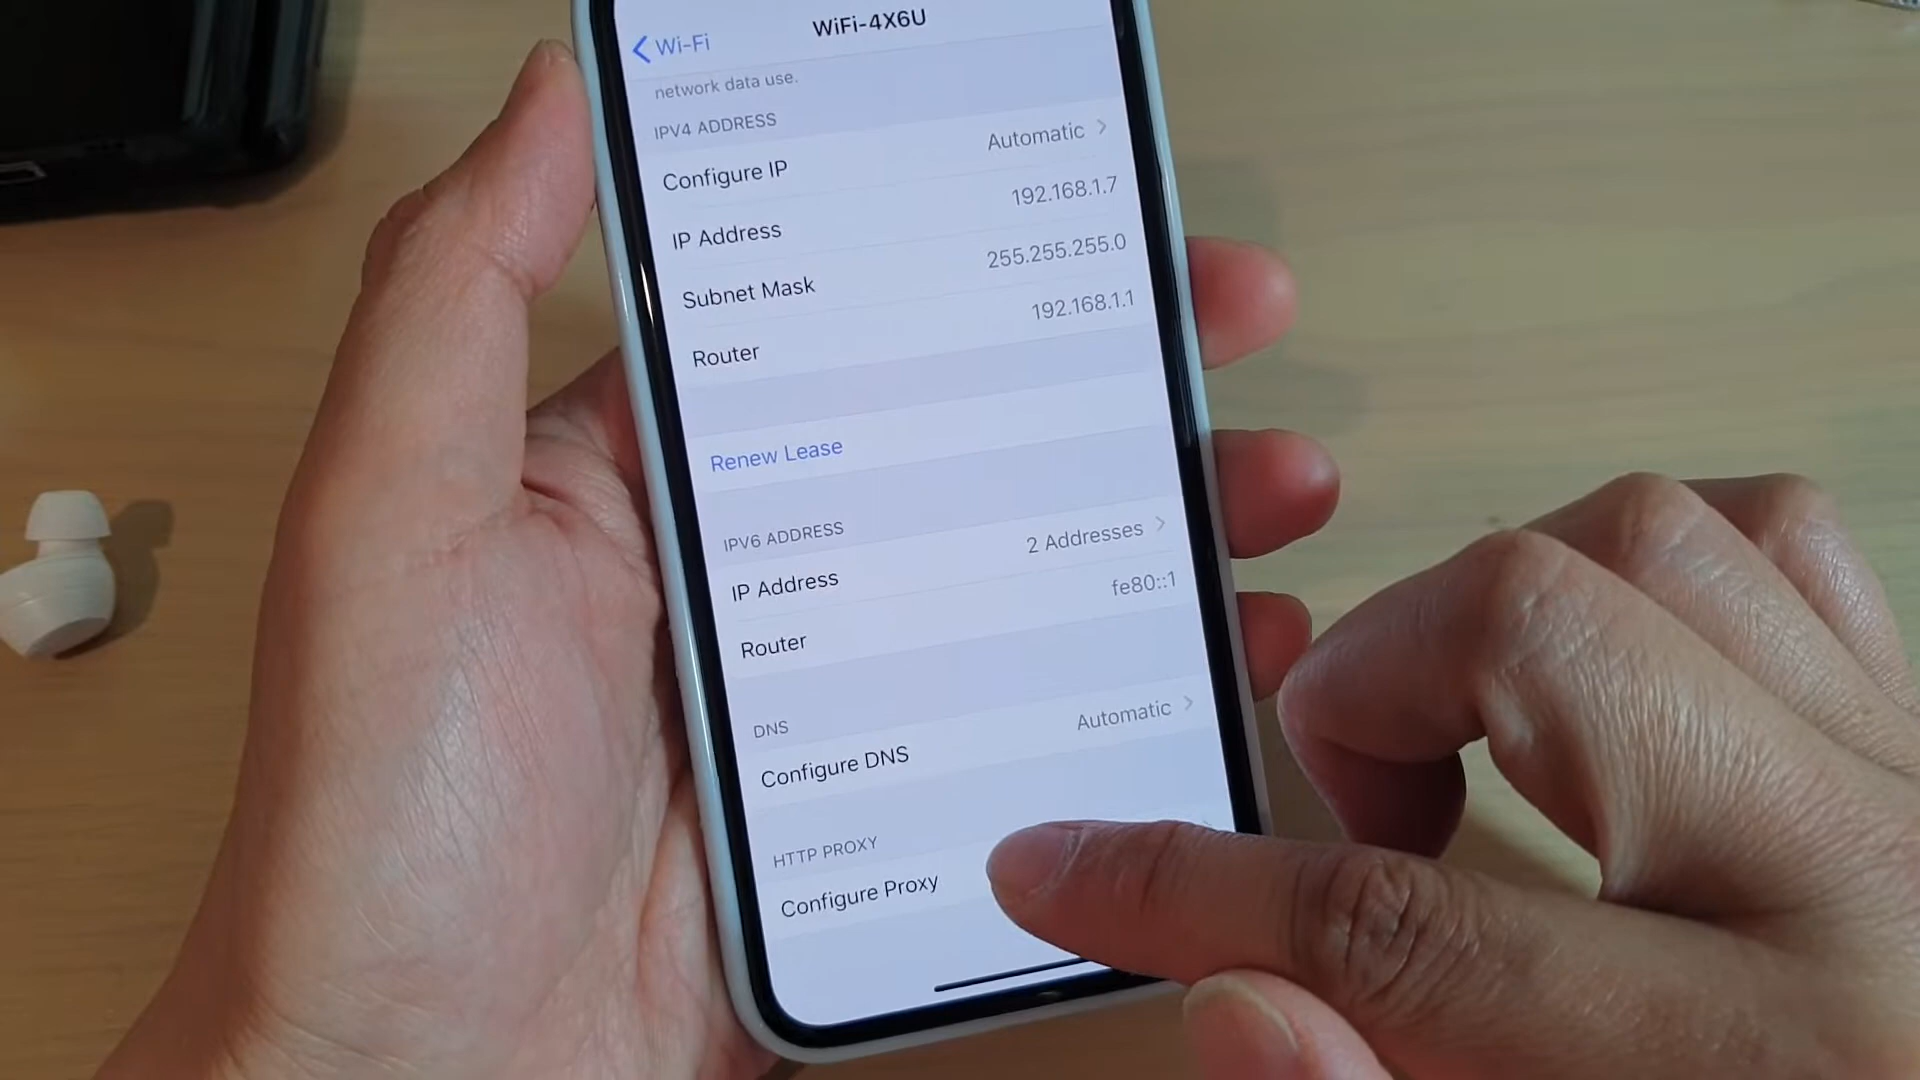 Wi-Fi
WiFi-4X6U
network data use.
IPV4 ADDRESS
Configure IP Automatic
IP Address 192.168.1.7
Subnet Mask 255.255.255.0
Router 192.168.1.1
Renew Lease
IPV6 ADDRESS
IP Address 2 Addresses
Router fe80::1
DNS
Configure DNS Automatic
HTTP PROXY
Configure Proxy